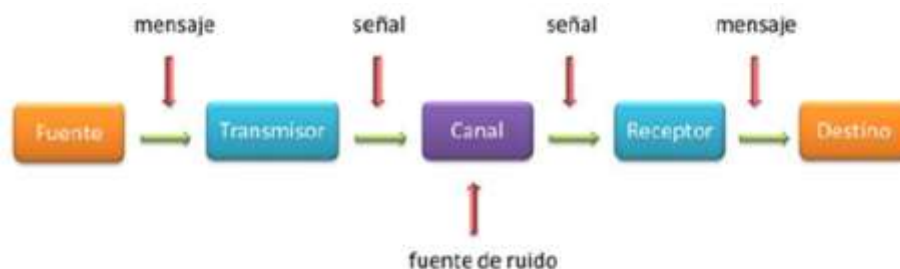 mensaje señal señal mensaje
Fuente Transmisor Canal Receptor Destino
fuente de ruido